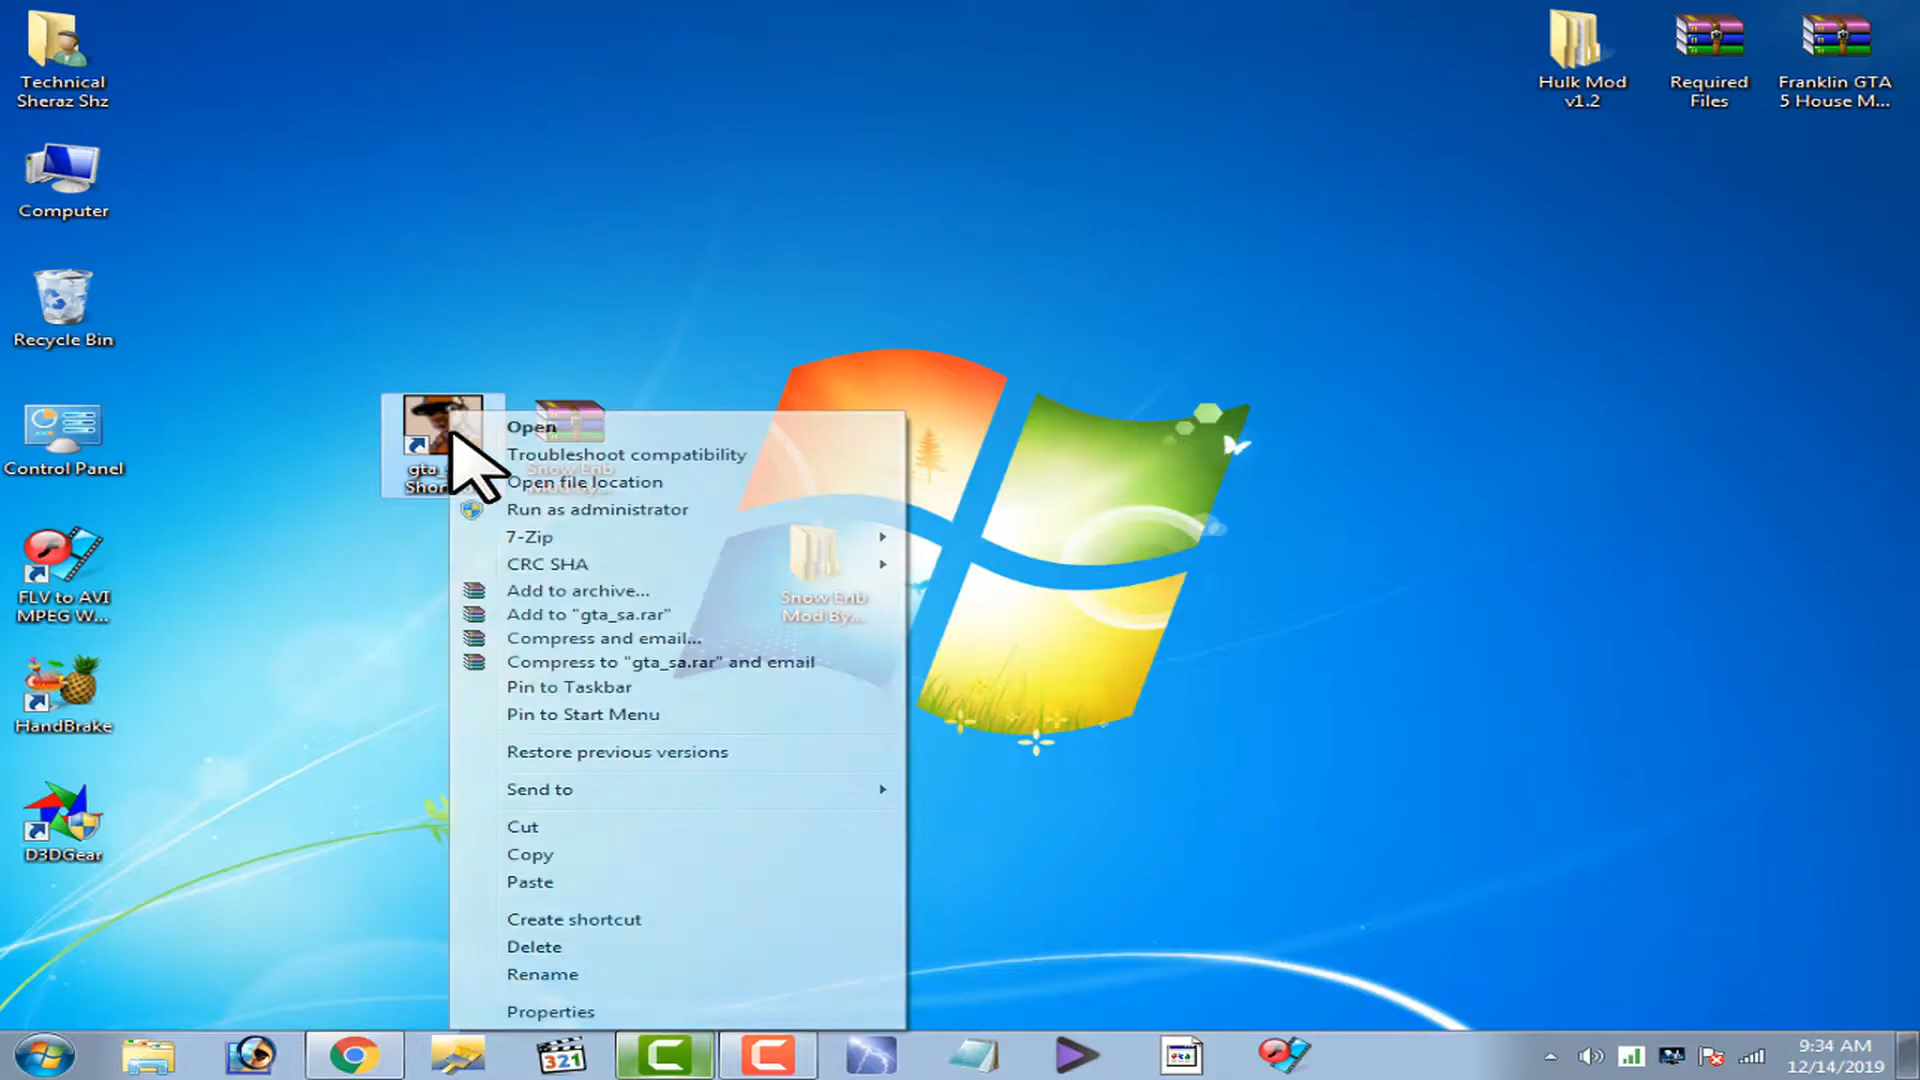 Technical
Sheraz Shz
Computer
Recycle Bin
Control Panel
FLV to AVI
MPEG W...
HandBrake
D3DGear
Hulk Mod
v1.2
Required
Files
Franklin GTA
5 House M...
gta
Snow Enb
Mod By...
Open
Troubleshoot compatibility
Open file location
Run as administrator
7-Zip
CRC SHA
Add to archive...
Add to "gta_sa.rar"
Compress and email...
Compress to "gta_sa.rar" and email
Pin to Taskbar
Pin to Start Menu
Restore previous versions
Send to
Cut
Copy
Paste
Create shortcut
Delete
Rename
Properties
Snow Enb
Mod By...
321
9:34 AM
12/14/2019